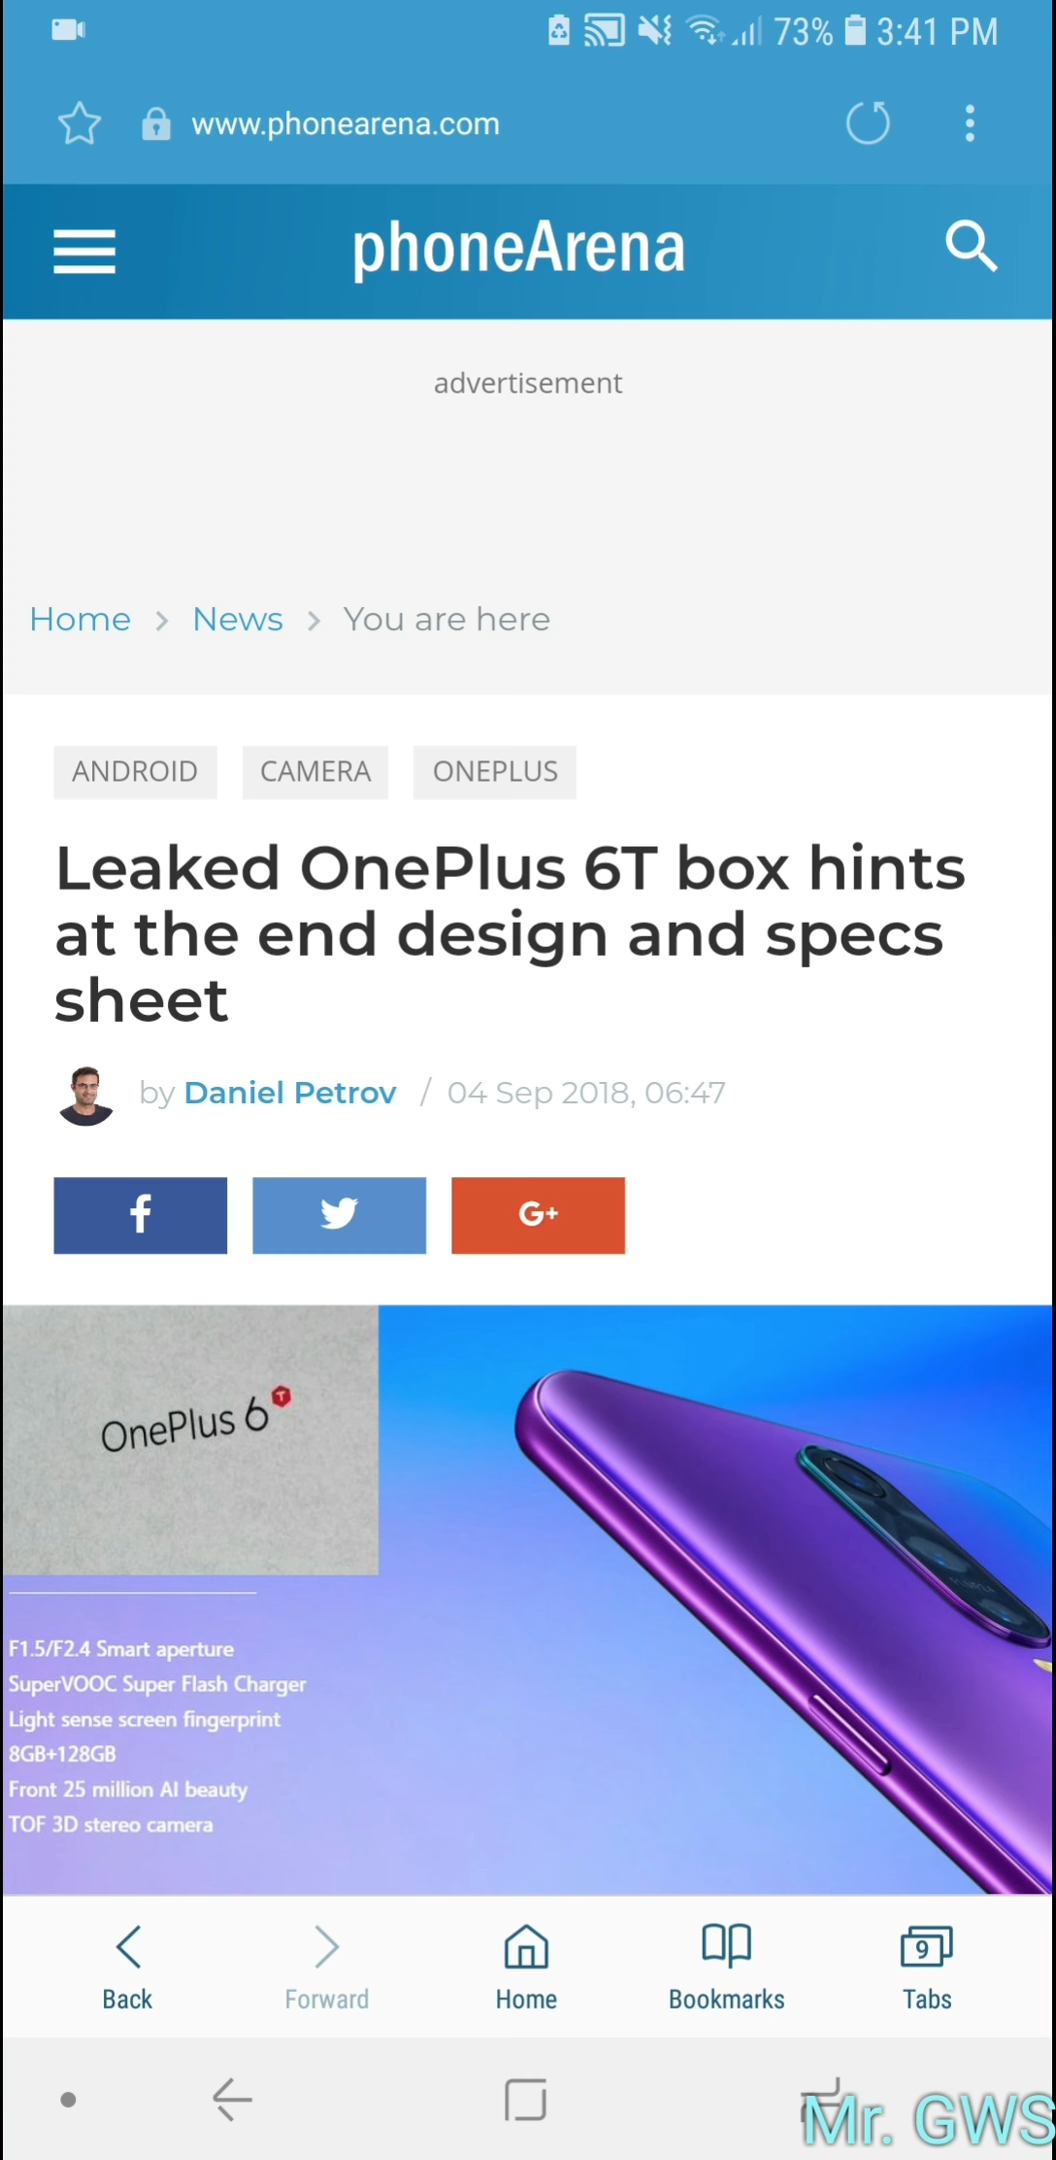 73% 3:41 PM
www.phonearena.com
phoneArena
advertisement
Home > News > You are here
ANDROID CAMERA ONEPLUS
Leaked OnePlus 6T box hints
at the end design and specs
sheet
by Daniel Petrov / 04 Sep 2018, 06:47
f G+
OnePlus 6T
F1.5/F2.4 Smart aperture
SuperVOOC Super Flash Charger
Light sense screen fingerprint
8GB+128GB
Front 25 million AI beauty
TOF 3D stereo camera
9
Back Forward Home Bookmarks Tabs
Mr. GWS